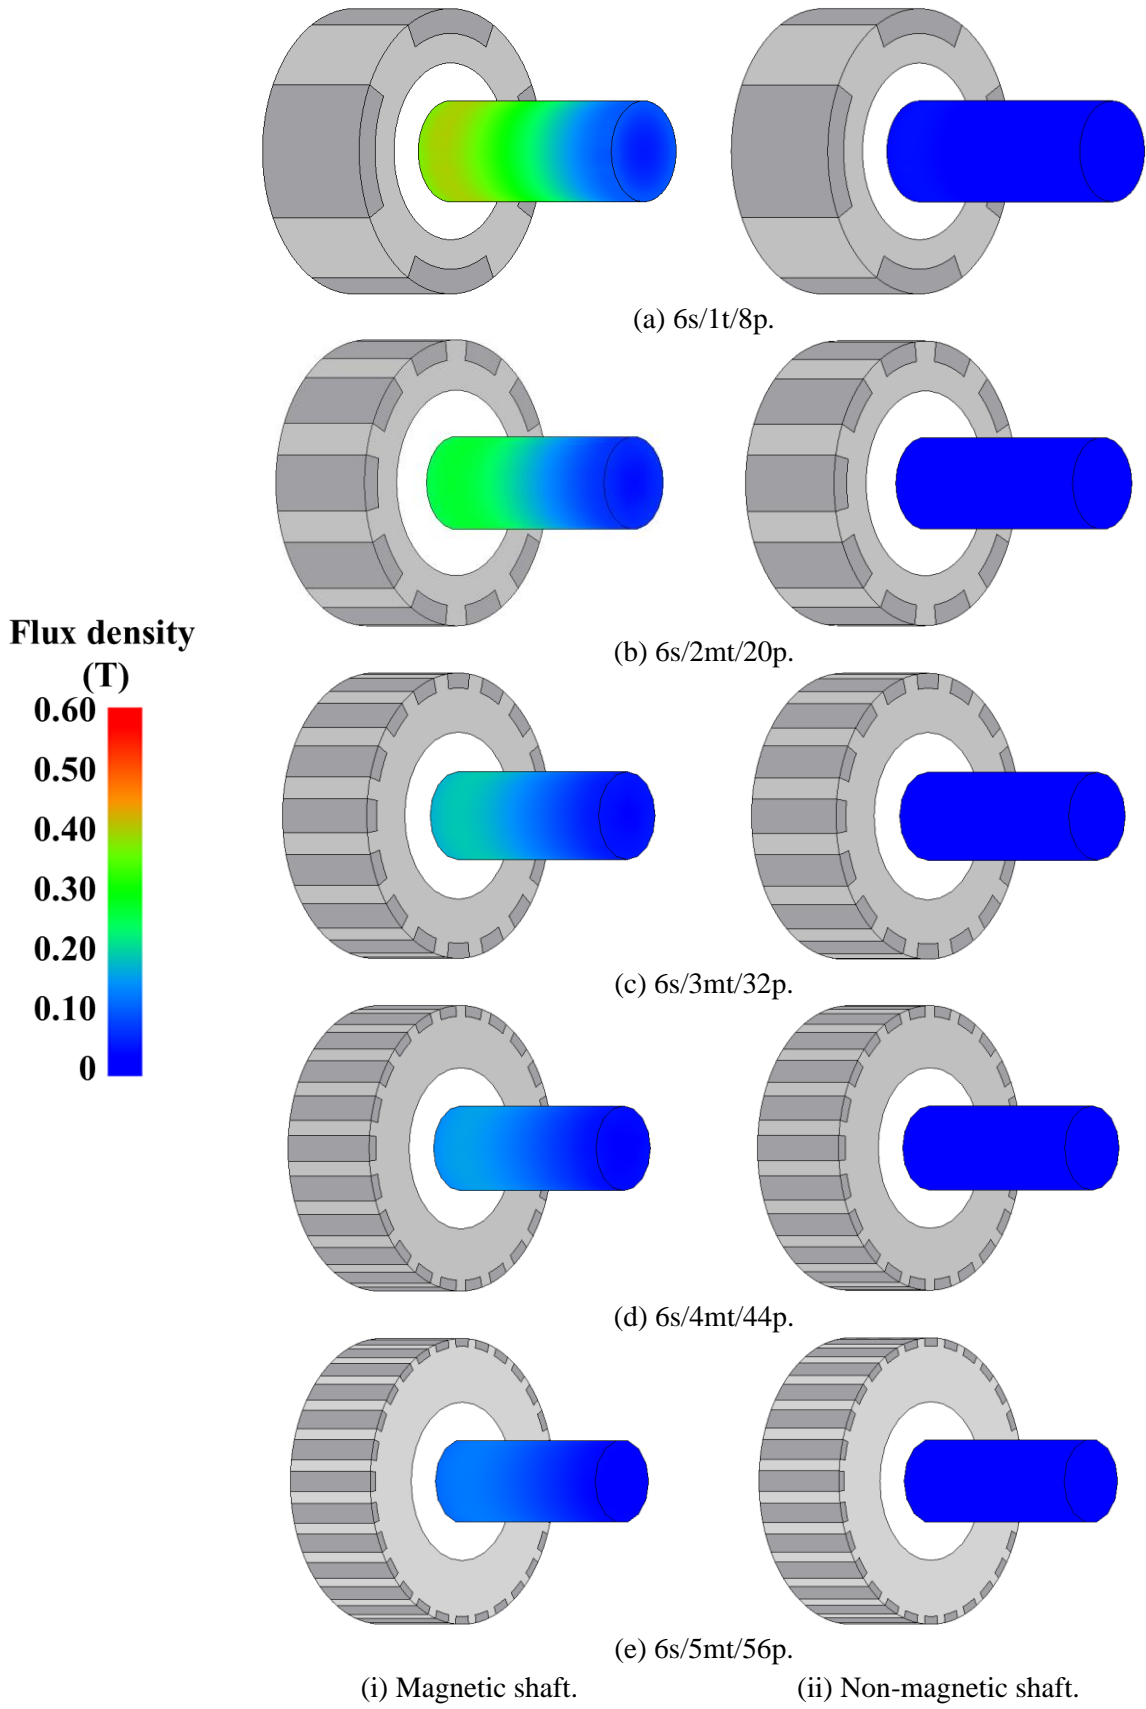 (a) 6s/1t/8p.
(b) 6s/2mt/20p.
Flux density
(T)
0.60
0.50
0.40
0.30
0.20
0.10
0
(c) 6s/3mt/32p.
(d) 6s/4mt/44p.
(e) 6s/5mt/56p.
(i) Magnetic shaft.
(ii) Non-magnetic shaft.